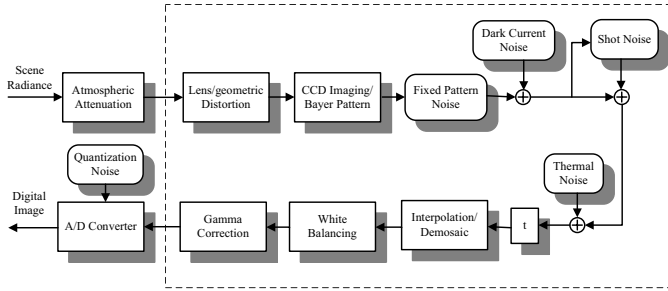 Scene
Radiance
Atmospheric
Attenuation
Lens/geometric
Distortion
CCD Imaging/
Bayer Pattern
Fixed Pattern
Noise
Dark Current
Noise
Shot Noise
Thermal
Noise
t
Interpolation/
Demosaic
White
Balancing
Gamma
Correction
Quantization
Noise
A/D Converter
Digital
Image